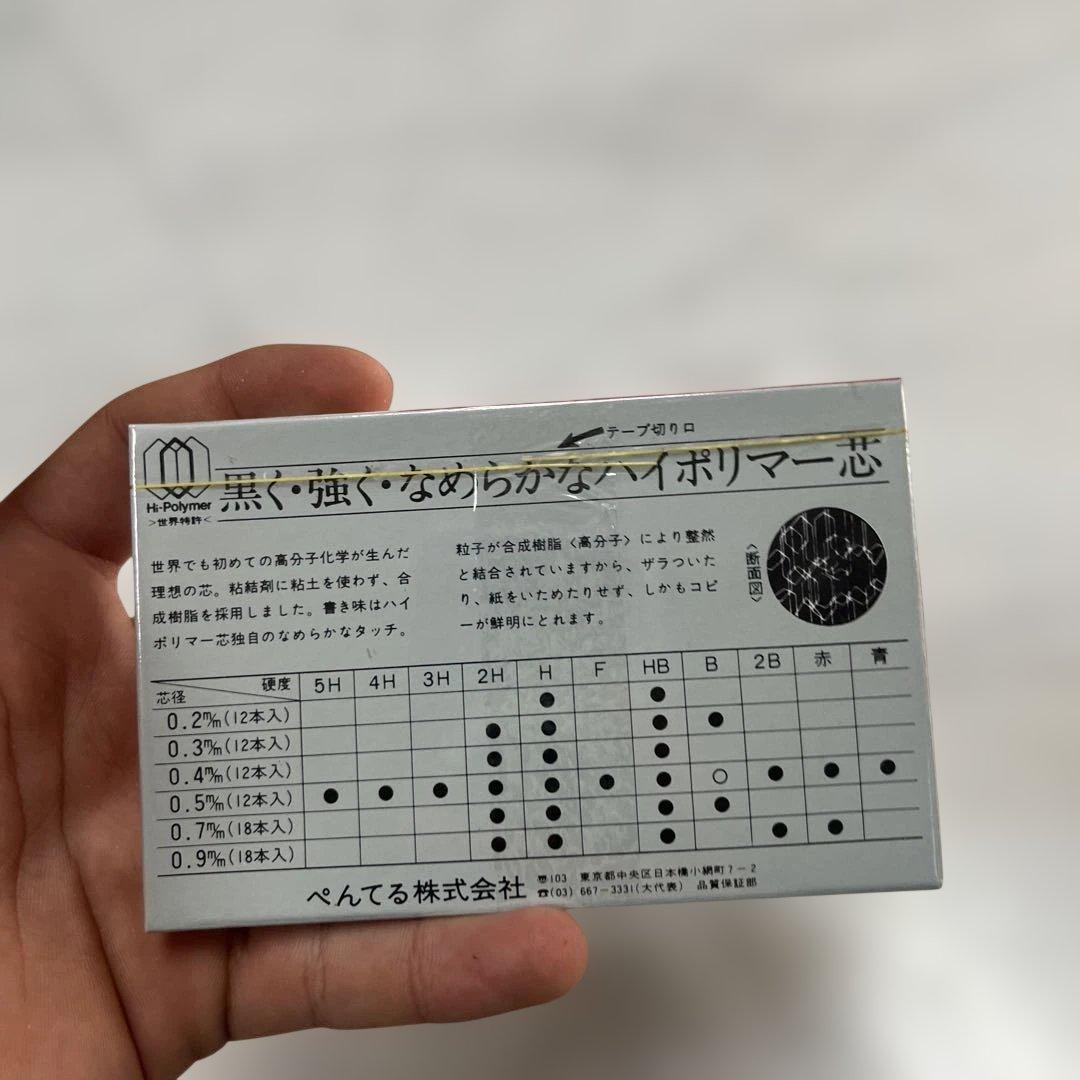 テープ切り口
Hi-Polymer
>世界特許<
黒く・強く・なめらかなハイポリマー芯
世界でも初めての高分子化学が生んだ
理想の芯。粘結剤に粘土を使わず、合
成樹脂を採用しました。書き味はハイ
ポリマー芯独自のなめらかなタッチ。
粒子が合成樹脂〈高分子〉により整然
と結合されていますから、ザラついた
り、紙をいためたりせず、しかもコピ
ーが鮮明にとれます。
〈断面図〉
芯径 硬度 5H 4H 3H 2H H F HB B 2B 赤 青
0.2m/m(12本入) ● ●
0.3m/m(12本入) ● ● ● ●
0.4m/m(12本入) ● ● ●
0.5m/m(12本入) ● ● ● ● ● ● ● ○ ● ● ●
0.7m/m(18本入) ● ● ● ●
0.9m/m(18本入) ● ● ● ● ●
ぺんてる株式会社
〒103 東京都中央区日本橋小網町7-2
☎(03) 667-3331(大代表) 品質保証部